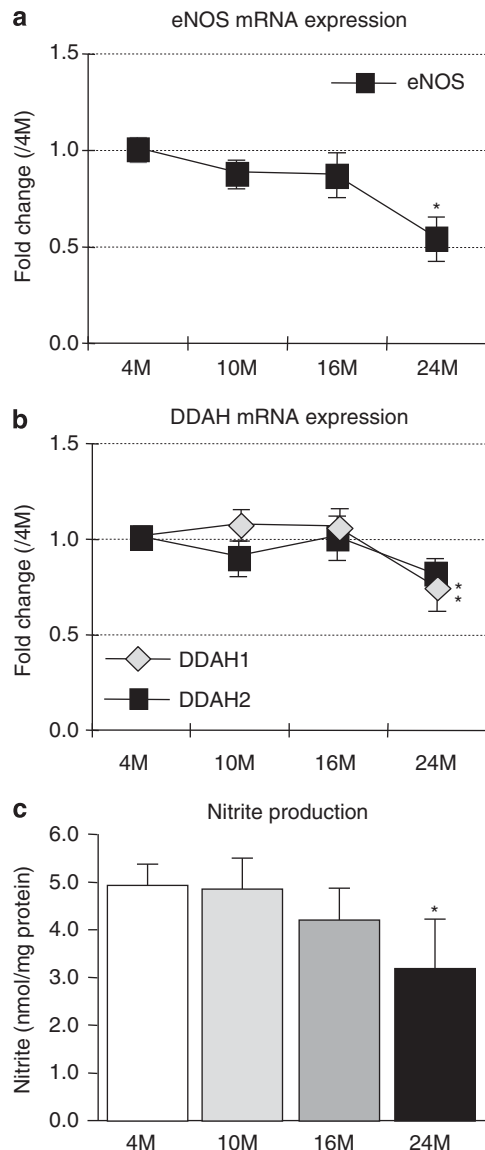 a
eNOS mRNA expression
Fold change (/4M)
1.5
1.0
0.5
0.0
eNOS
*
4M 10M 16M 24M
b
DDAH mRNA expression
Fold change (/4M)
1.5
1.0
0.5
0.0
*
*
DDAH1
DDAH2
4M 10M 16M 24M
c
Nitrite production
Nitrite (nmol/mg protein)
6.0
5.0
4.0
3.0
2.0
1.0
0.0
*
4M 10M 16M 24M